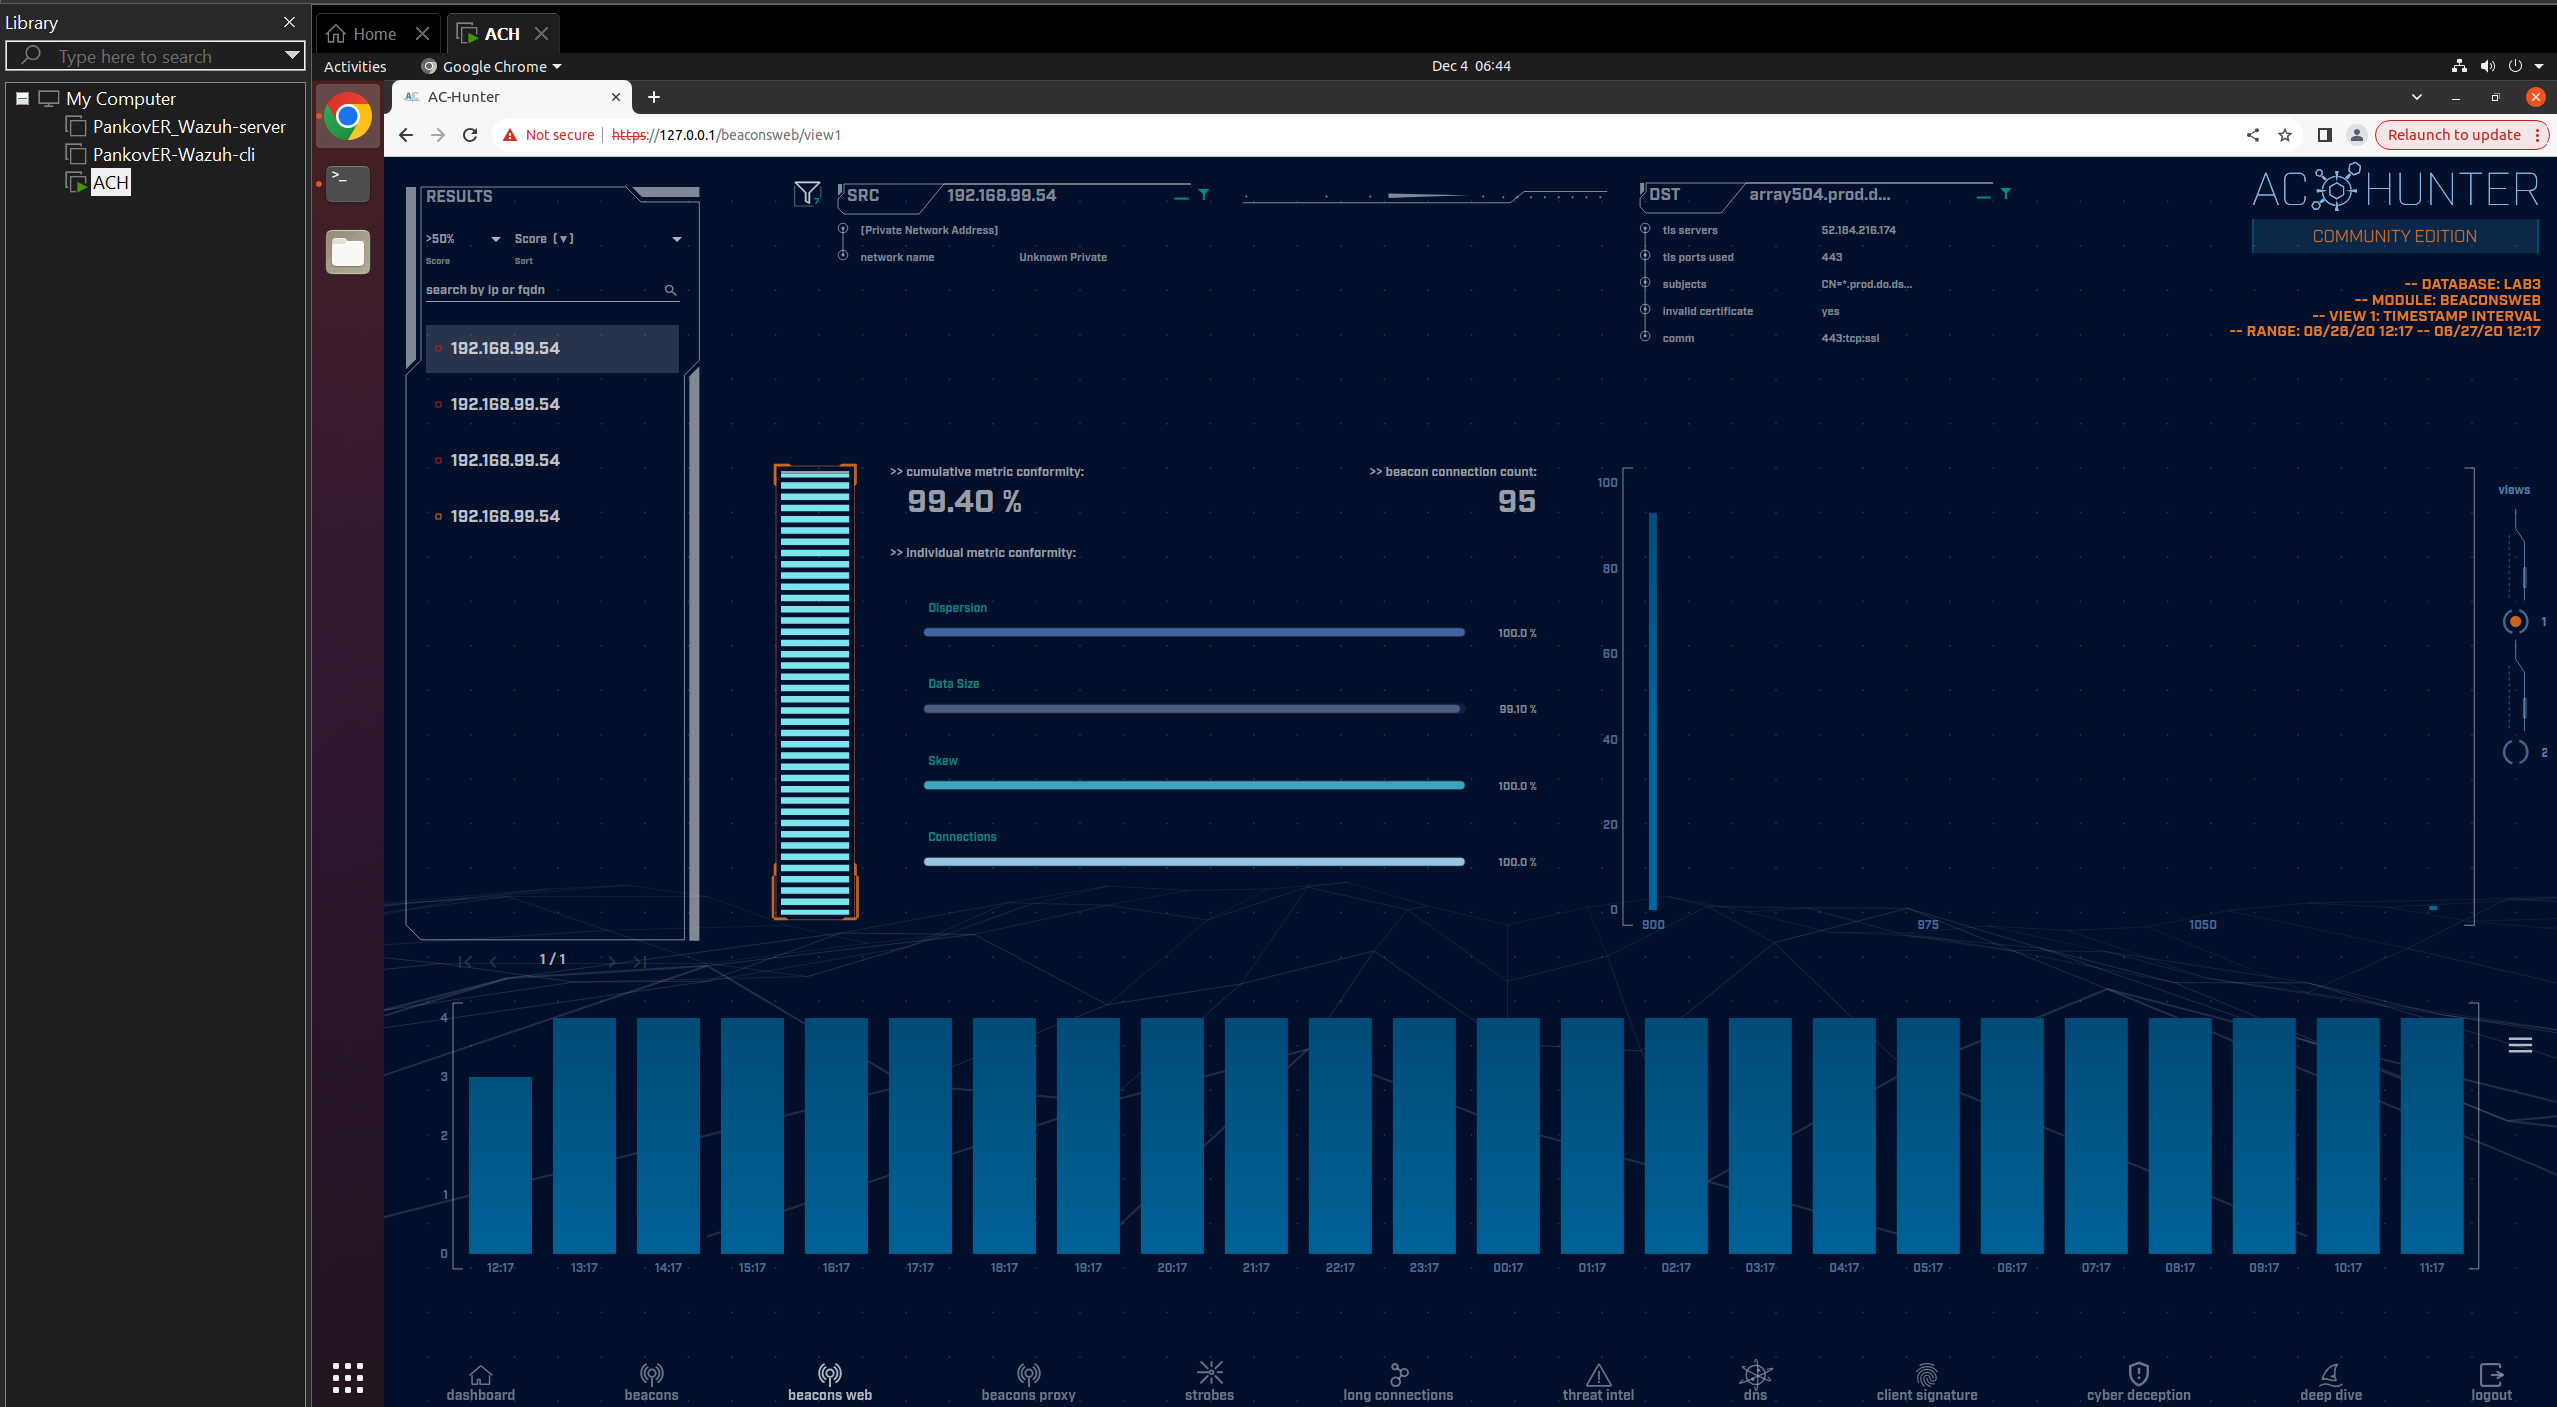 Library
Type here to search
My Computer
PankovER_Wazuh-server
PankovER-Wazuh-cli
ACH
Home
ACH
Activities
Google Chrome
Dec 4 06:44
AC-Hunter
Not secure
https://127.0.0.1/beaconsweb/view1
Relaunch to update
RESULTS
>50%
Score [▼]
Score
Sort
search by ip or fqdn
192.168.99.54
192.168.99.54
192.168.99.54
192.168.99.54
1 / 1
SRC
192.168.99.54
[Private Network Address]
network name
Unknown Private
DST
array504.prod.d...
tls servers
52.184.216.174
tls ports used
443
subjects
CN=*.prod.do.ds...
invalid certificate
yes
comm
443:tcp:ssl
AC HUNTER
COMMUNITY EDITION
-- DATABASE: LAB3
-- MODULE: BEACONSWEB
-- VIEW 1: TIMESTAMP INTERVAL
-- RANGE: 06/26/20 12:17 -- 06/27/20 12:17
>> cumulative metric conformity:
99.40 %
>> beacon connection count:
95
>> individual metric conformity:
Dispersion
100.0 %
Data Size
99.10 %
Skew
100.0 %
Connections
100.0 %
100
80
60
40
20
0
900
975
1050
views
1
2
4
3
2
1
0
12:17
13:17
14:17
15:17
16:17
17:17
18:17
19:17
20:17
21:17
22:17
23:17
00:17
01:17
02:17
03:17
04:17
05:17
06:17
07:17
08:17
09:17
10:17
11:17
dashboard
beacons
beacons web
beacons proxy
strobes
long connections
threat intel
dns
client signature
cyber deception
deep dive
logout